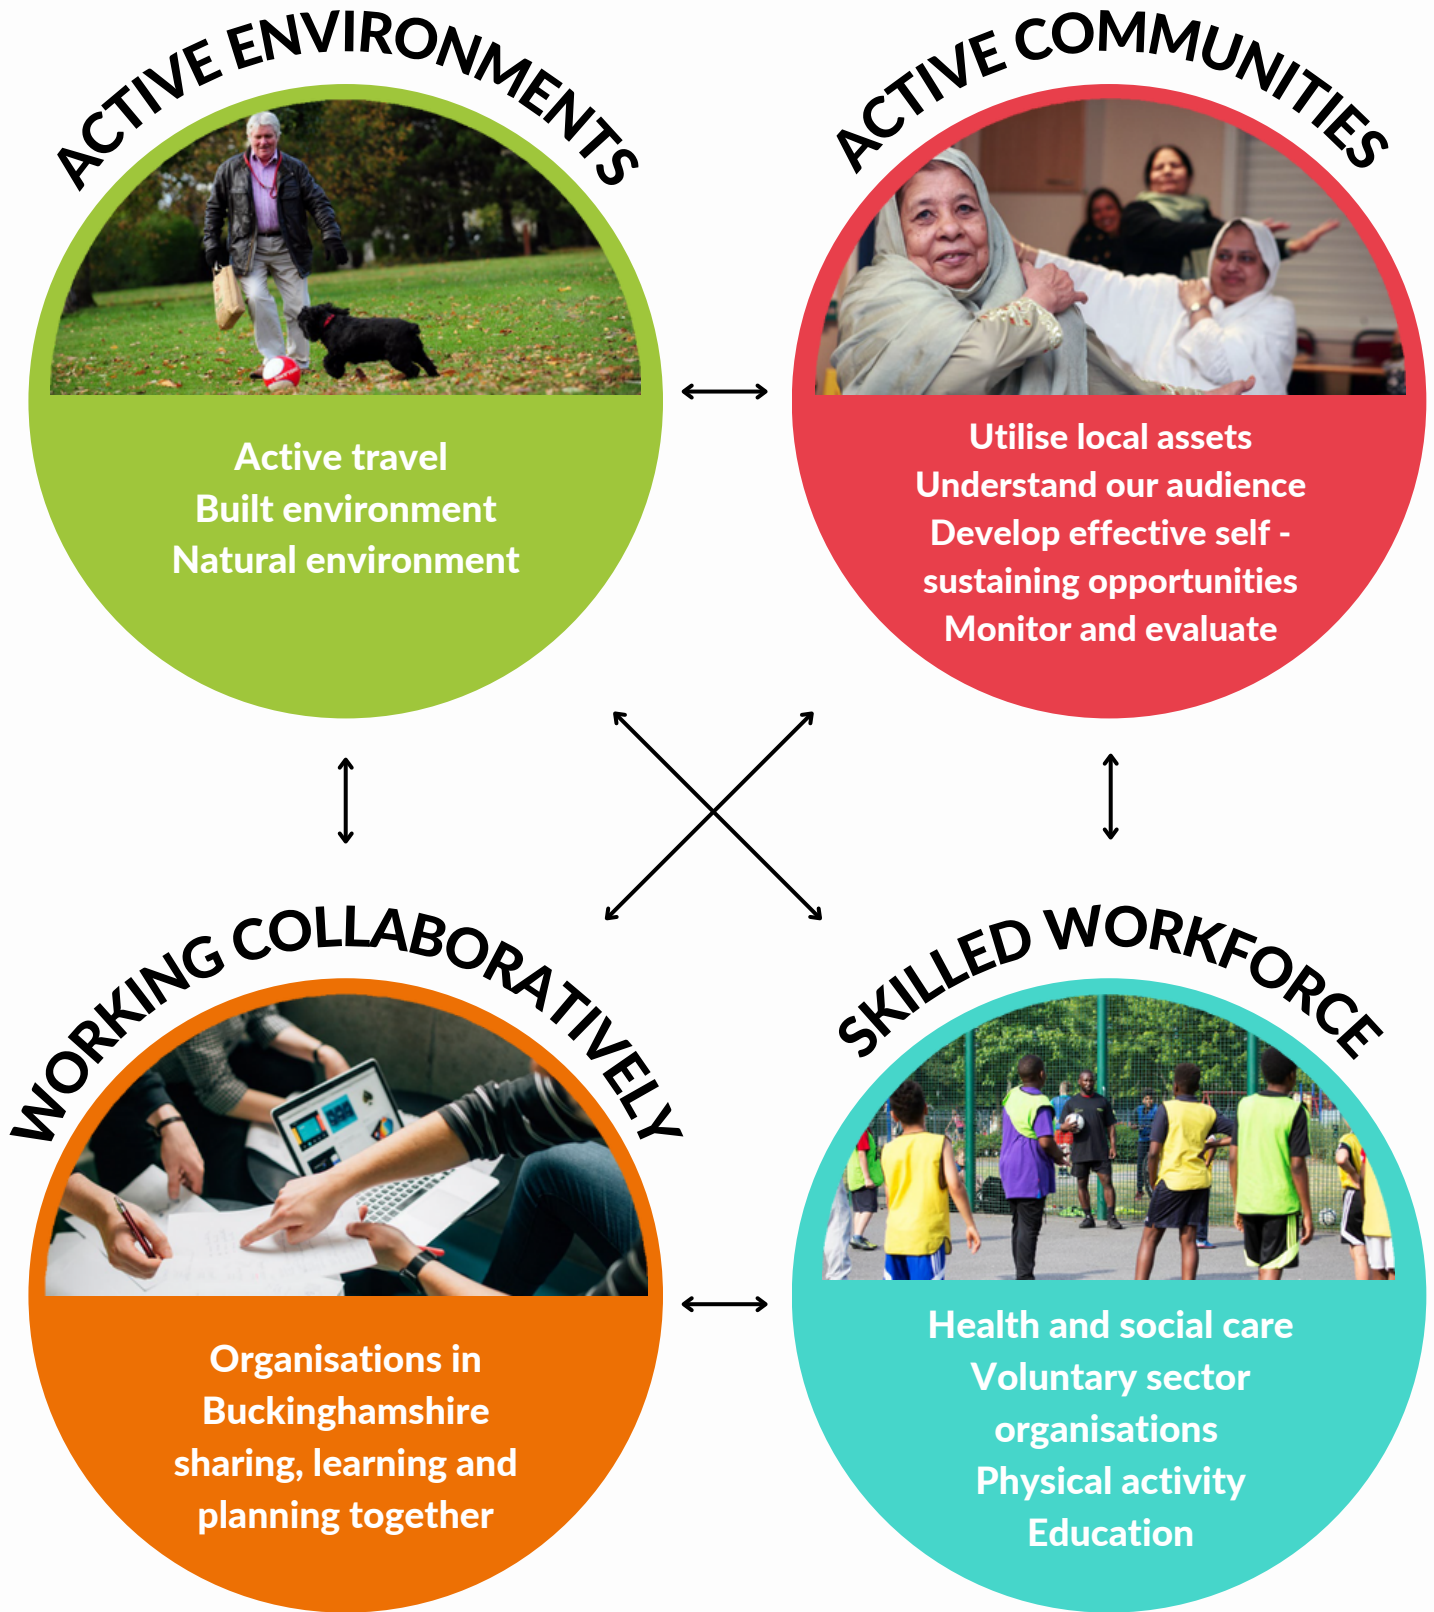 ACTIVE ENVIRONMENTS
Active travel
Built environment
Natural environment
ACTIVE COMMUNITIES
Utilise local assets
Understand our audience
Develop effective self -
sustaining opportunities
Monitor and evaluate
WORKING COLLABORATIVELY
Organisations in
Buckinghamshire
sharing, learning and
planning together
SKILLED WORKFORCE
Health and social care
Voluntary sector
organisations
Physical activity
Education